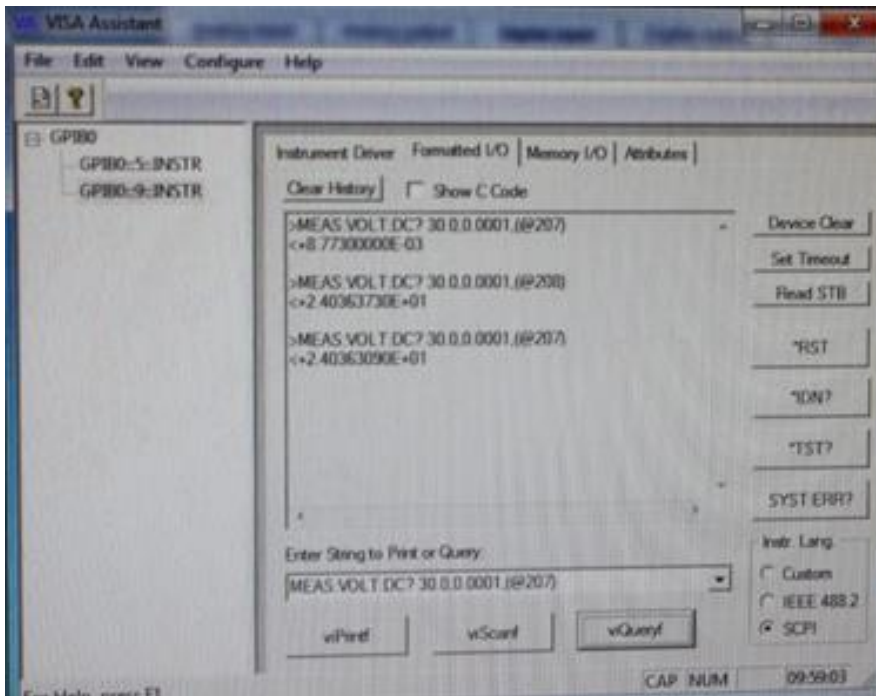 VA VISA Assistant
File Edit View Configure Help
GPIB0
GPIB0::5::INSTR
GPIB0::9::INSTR
Instrument Driver Formatted I/O Memory I/O Attributes
Clear History Show C Code
>MEAS:VOLT:DC? 30.0,0.0001,(@207)
<+8.77300000E-03
>MEAS:VOLT:DC? 30.0,0.0001,(@208)
<+2.40363730E+01
>MEAS:VOLT:DC? 30.0,0.0001,(@207)
<+2.40363090E+01
Device Clear
Set Timeout
Read STB
*RST
*IDN?
*TST?
SYST:ERR?
Enter String to Print or Query:
MEAS:VOLT:DC? 30.0,0.0001,(@207)
viPrintf viScanf viQueryf
Instr. Lang.
Custom
IEEE 488.2
SCPI
CAP NUM 09:59:03
For Help, press F1